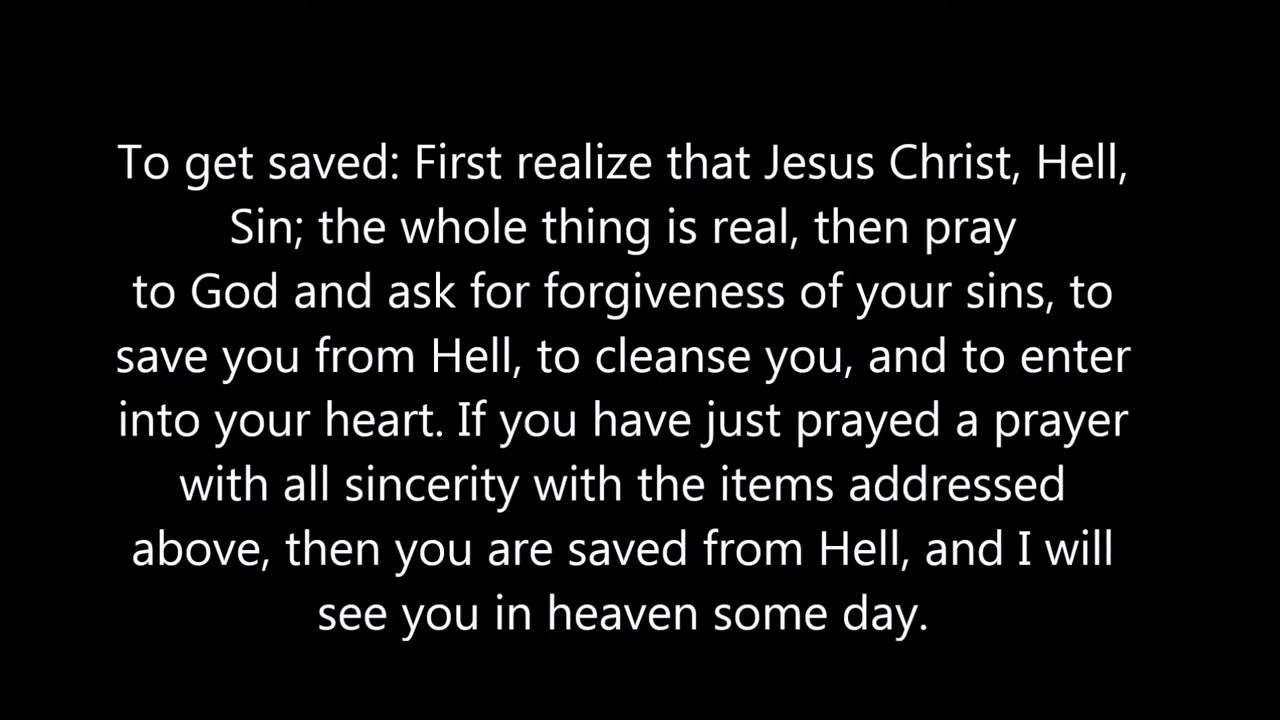 To get saved: First realize that Jesus Christ, Hell,
Sin; the whole thing is real, then pray
to God and ask for forgiveness of your sins, to
save you from Hell, to cleanse you, and to enter
into your heart. If you have just prayed a prayer
with all sincerity with the items addressed
above, then you are saved from Hell, and I will
see you in heaven some day.